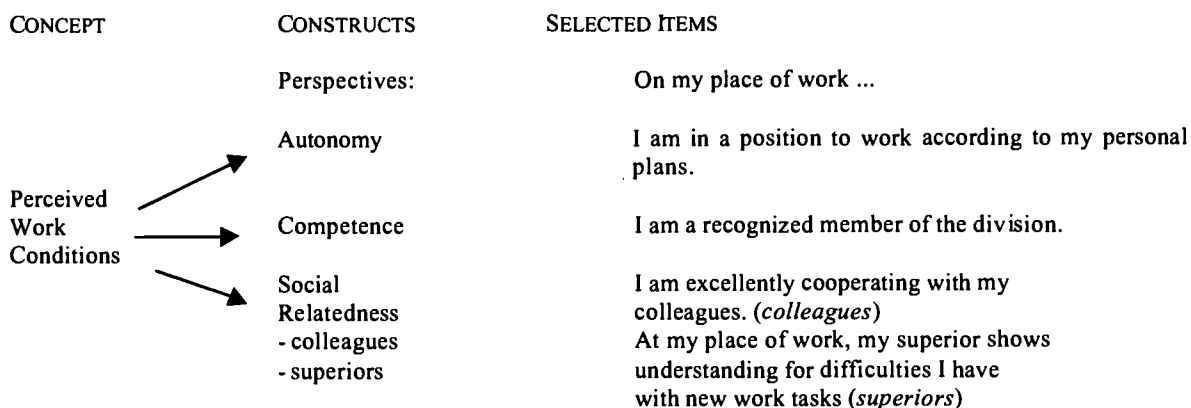 CONCEPT CONSTRUCTS SELECTED ITEMS
Perspectives: On my place of work ...
Autonomy I am in a position to work according to my personal
plans.
Perceived
Work
Conditions
Competence I am a recognized member of the division.
Social
Relatedness
- colleagues
- superiors
I am excellently cooperating with my
colleagues. (colleagues)
At my place of work, my superior shows
understanding for difficulties I have
with new work tasks (superiors)